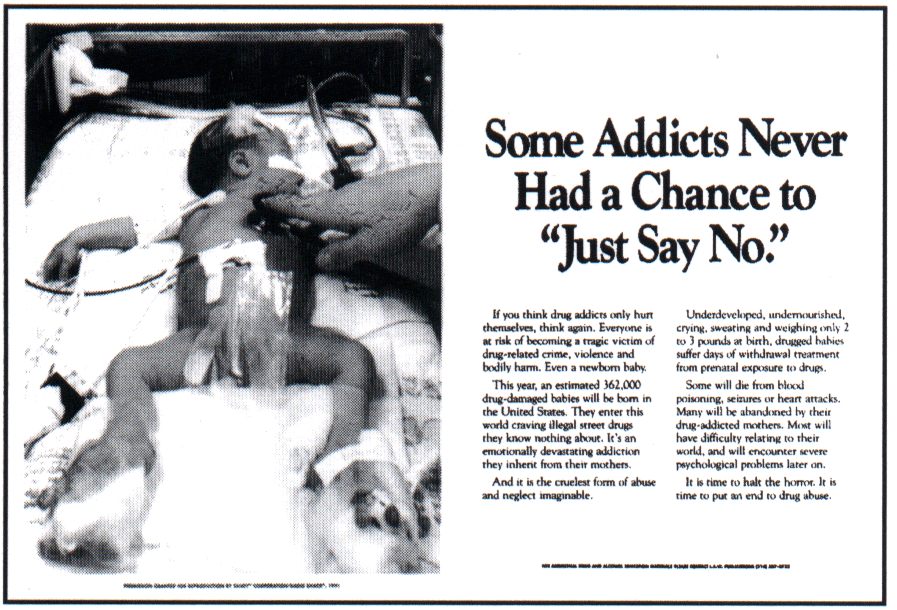 Some Addicts Never
Had a Chance to
“Just Say No.”
If you think drug addicts only hurt
themselves, think again. Everyone is
at risk of becoming a tragic victim of
drug-related crime, violence and
bodily harm. Even a newborn baby.
This year, an estimated 362,000
drug-damaged babies will be born in
the United States. They enter this
world craving illegal street drugs
they know nothing about. It's an
emotionally devastating addiction
they inherit from their mothers.
And it is the cruelest form of abuse
and neglect imaginable.
Underdeveloped, undernourished,
crying, sweating and weighing only 2
to 3 pounds at birth, drugged babies
suffer days of withdrawal treatment
from prenatal exposure to drugs.
Some will die from blood
poisoning, seizures or heart attacks.
Many will be abandoned by their
drug-addicted mothers. Most will
have difficulty relating to their
world, and will encounter severe
psychological problems later on.
It is time to halt the horror. It is
time to put an end to drug abuse.